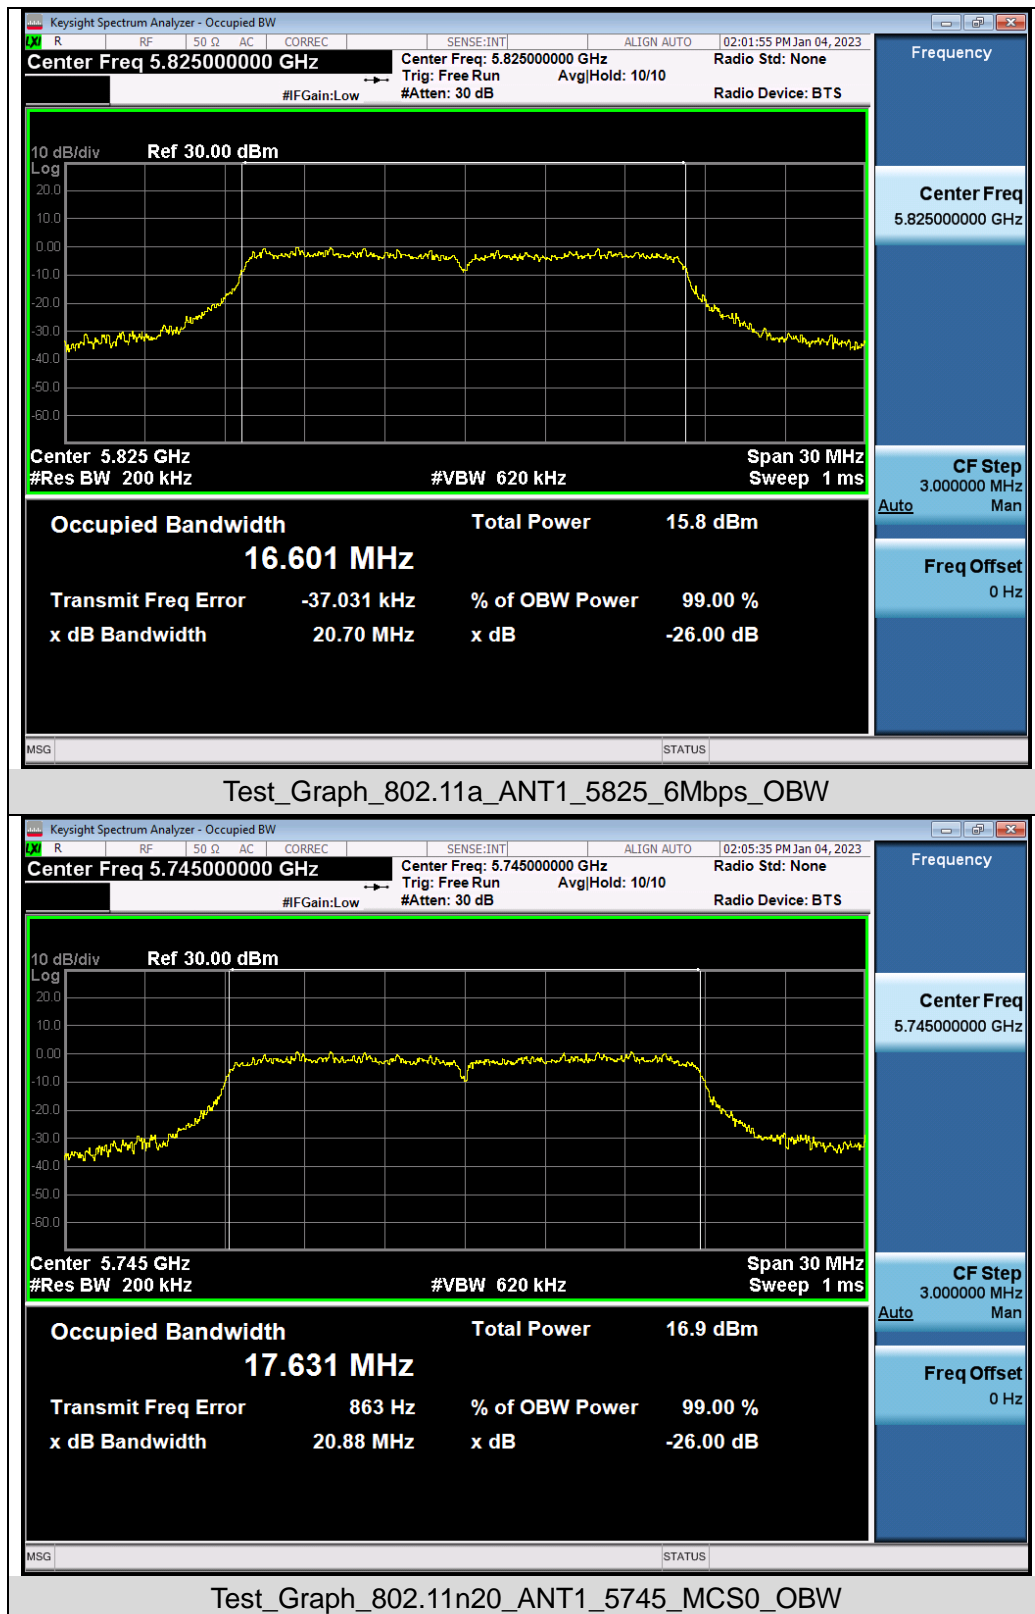 Keysight Spectrum Analyzer - Occupied BW
LXI R RF 50 Ω AC CORREC SENSE:INT ALIGN AUTO 02:01:55 PM Jan 04, 2023
Center Freq 5.825000000 GHz
Center Freq: 5.825000000 GHz Radio Std: None
Trig: Free Run Avg|Hold: 10/10
#IFGain:Low #Atten: 30 dB Radio Device: BTS
Frequency
10 dB/div Ref 30.00 dBm
Log
20.0
10.0
0.00
-10.0
-20.0
-30.0
-40.0
-50.0
-60.0
Center 5.825 GHz Span 30 MHz
#Res BW 200 kHz #VBW 620 kHz Sweep 1 ms
Center Freq
5.825000000 GHz
CF Step
3.000000 MHz
Auto Man
Freq Offset
0 Hz
Occupied Bandwidth Total Power 15.8 dBm
16.601 MHz
Transmit Freq Error -37.031 kHz % of OBW Power 99.00 %
x dB Bandwidth 20.70 MHz x dB -26.00 dB
MSG STATUS
Test_Graph_802.11a_ANT1_5825_6Mbps_OBW
Keysight Spectrum Analyzer - Occupied BW
LXI R RF 50 Ω AC CORREC SENSE:INT ALIGN AUTO 02:05:35 PM Jan 04, 2023
Center Freq 5.745000000 GHz
Center Freq: 5.745000000 GHz Radio Std: None
Trig: Free Run Avg|Hold: 10/10
#IFGain:Low #Atten: 30 dB Radio Device: BTS
Frequency
10 dB/div Ref 30.00 dBm
Log
20.0
10.0
0.00
-10.0
-20.0
-30.0
-40.0
-50.0
-60.0
Center 5.745 GHz Span 30 MHz
#Res BW 200 kHz #VBW 620 kHz Sweep 1 ms
Center Freq
5.745000000 GHz
CF Step
3.000000 MHz
Auto Man
Freq Offset
0 Hz
Occupied Bandwidth Total Power 16.9 dBm
17.631 MHz
Transmit Freq Error 863 Hz % of OBW Power 99.00 %
x dB Bandwidth 20.88 MHz x dB -26.00 dB
MSG STATUS
Test_Graph_802.11n20_ANT1_5745_MCS0_OBW